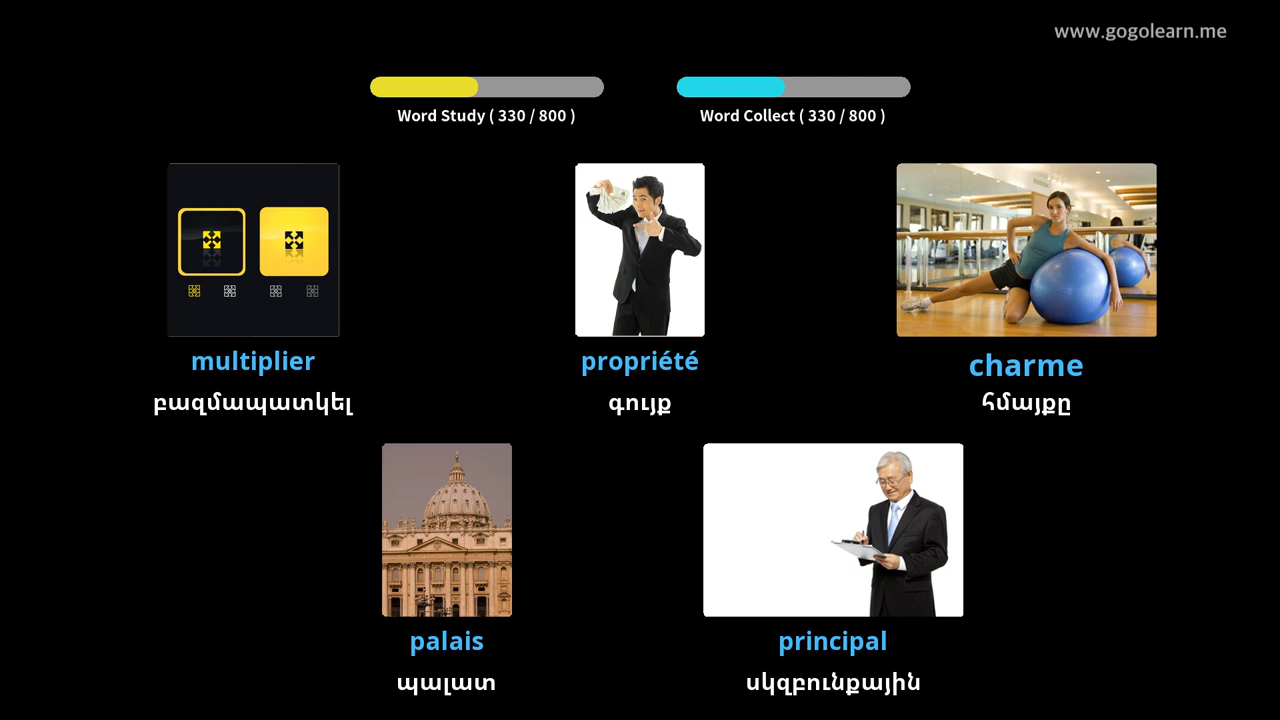 www.gogolearn.me
Word Study ( 330 / 800 )
Word Collect ( 330 / 800 )
multiplier
propriété
charme
բազմապատկել
գույք
հմայքը
palais
principal
պալատ
սկզբունքային